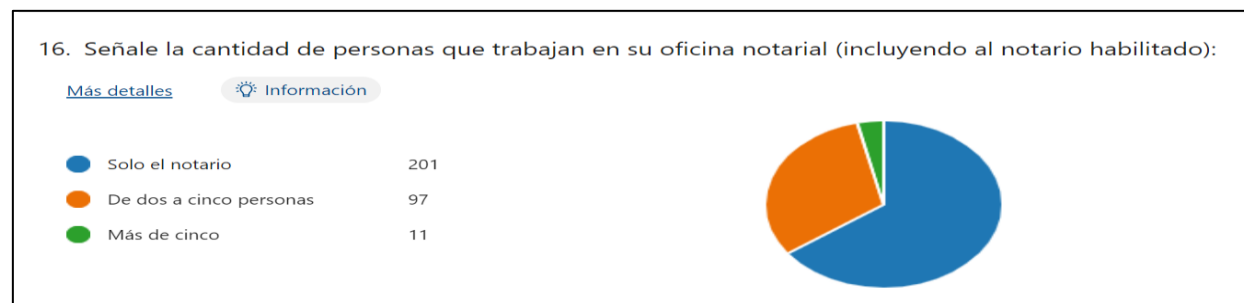 16. Señale la cantidad de personas que trabajan en su oficina notarial (incluyendo al notario habilitado):
Más detalles Información
Solo el notario 201
De dos a cinco personas 97
Más de cinco 11